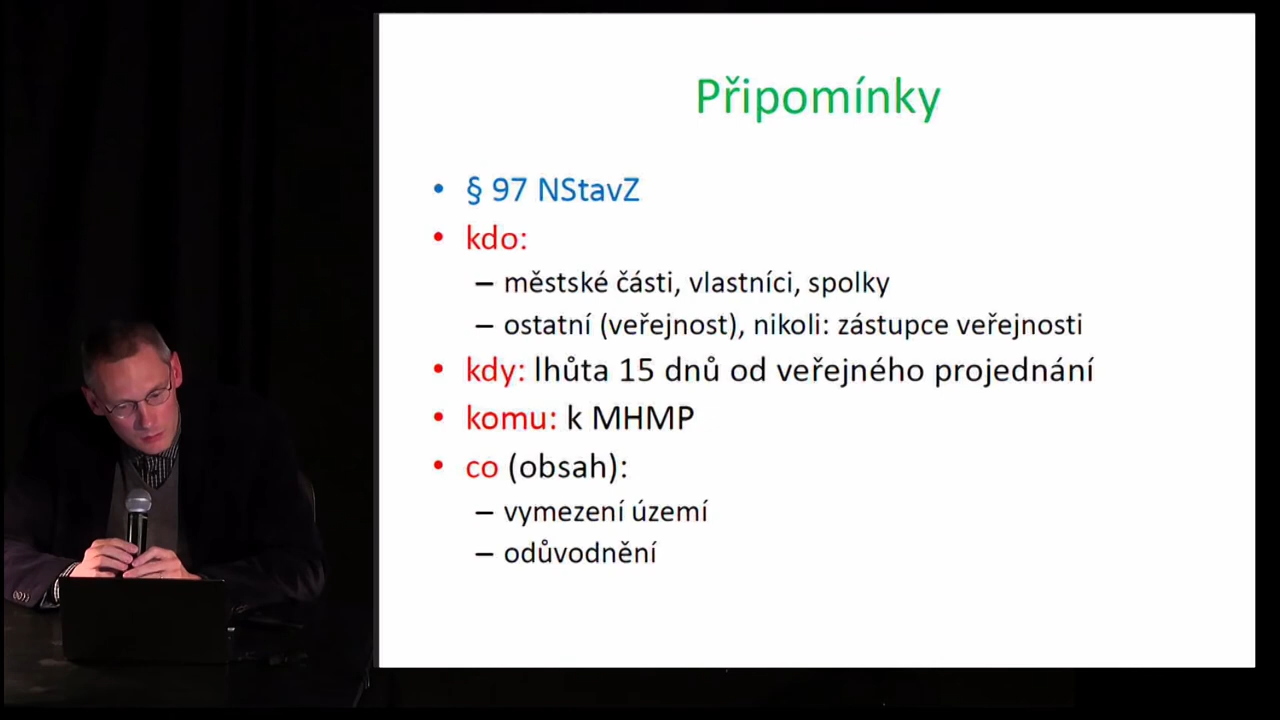 Připomínky
• § 97 NStavZ
• kdo:
– městské části, vlastníci, spolky
– ostatní (veřejnost), nikoli: zástupce veřejnosti
• kdy: lhůta 15 dnů od veřejného projednání
• komu: k MHMP
• co (obsah):
– vymezení území
– odůvodnění